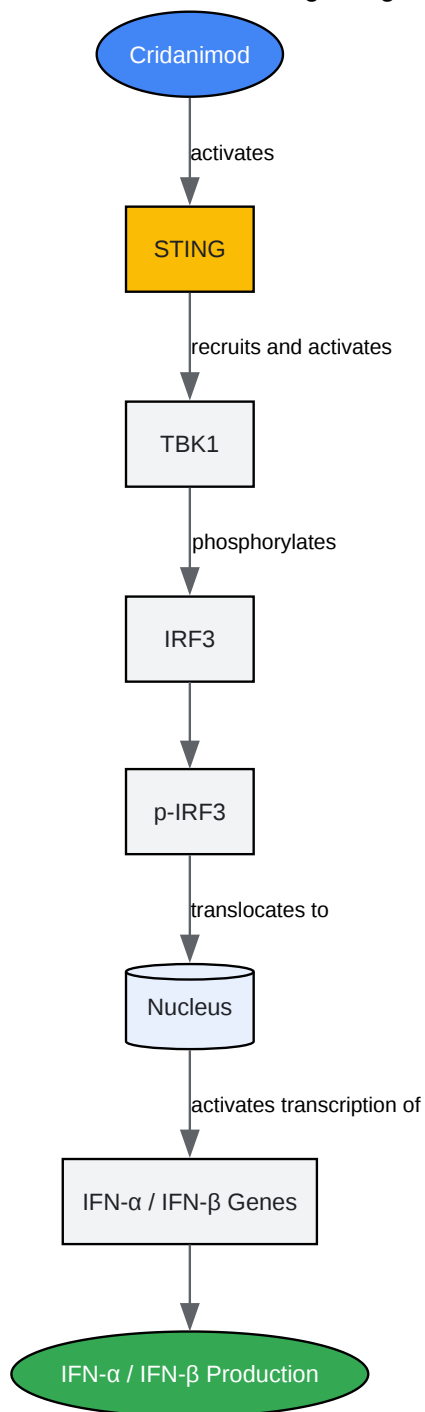 Cridanimod
activates
STING
recruits and activates
TBK1
phosphorylates
IRF3
p-IRF3
translocates to
Nucleus
activates transcription of
IFN-α / IFN-β Genes
IFN-α / IFN-β Production